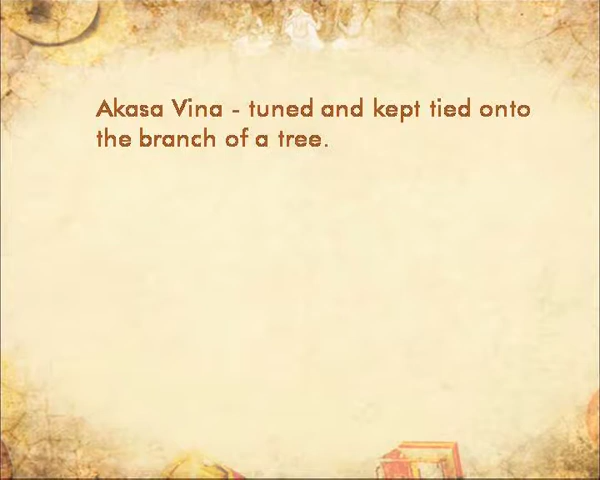 Akasa Vina - tuned and kept tied onto
the branch of a tree.